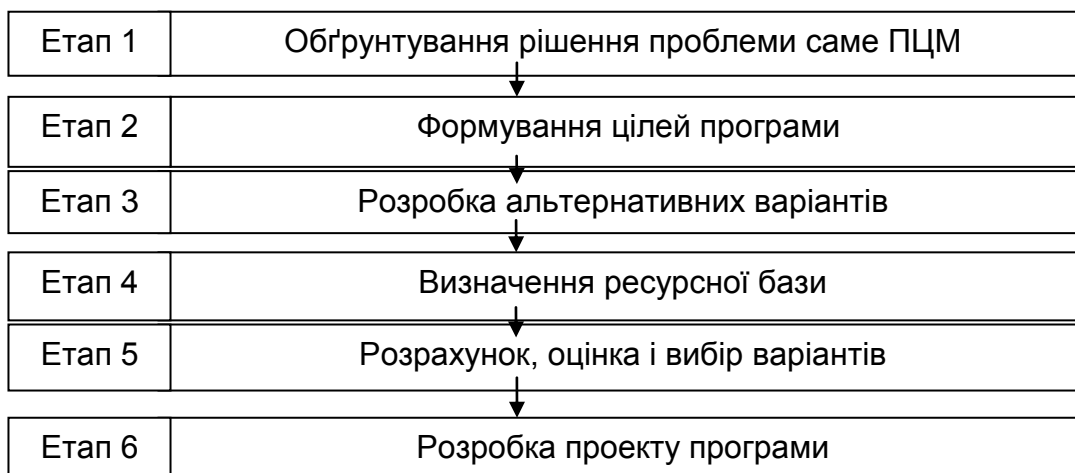 Етап 1 Обґрунтування рішення проблеми саме ПЦМ
Етап 2 Формування цілей програми
Етап 3 Розробка альтернативних варіантів
Етап 4 Визначення ресурсної бази
Етап 5 Розрахунок, оцінка і вибір варіантів
Етап 6 Розробка проекту програми